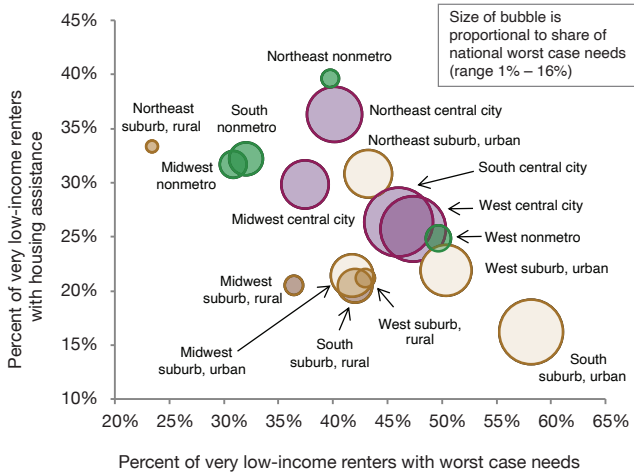 Size of bubble is
proportional to share of
national worst case needs
(range 1% – 16%)
45%
40%
35%
30%
25%
20%
15%
10%
Percent of very low-income renters
with housing assistance
Northeast nonmetro
Northeast
suburb, rural
South
nonmetro
Northeast central city
Midwest
nonmetro
Northeast suburb, urban
South central city
Midwest central city
West central city
West nonmetro
West suburb, urban
Midwest
suburb, rural
West suburb,
rural
Midwest
suburb, urban
South
suburb, rural
South
suburb, urban
20%
25%
30%
35%
40%
45%
50%
55%
60%
65%
Percent of very low-income renters with worst case needs